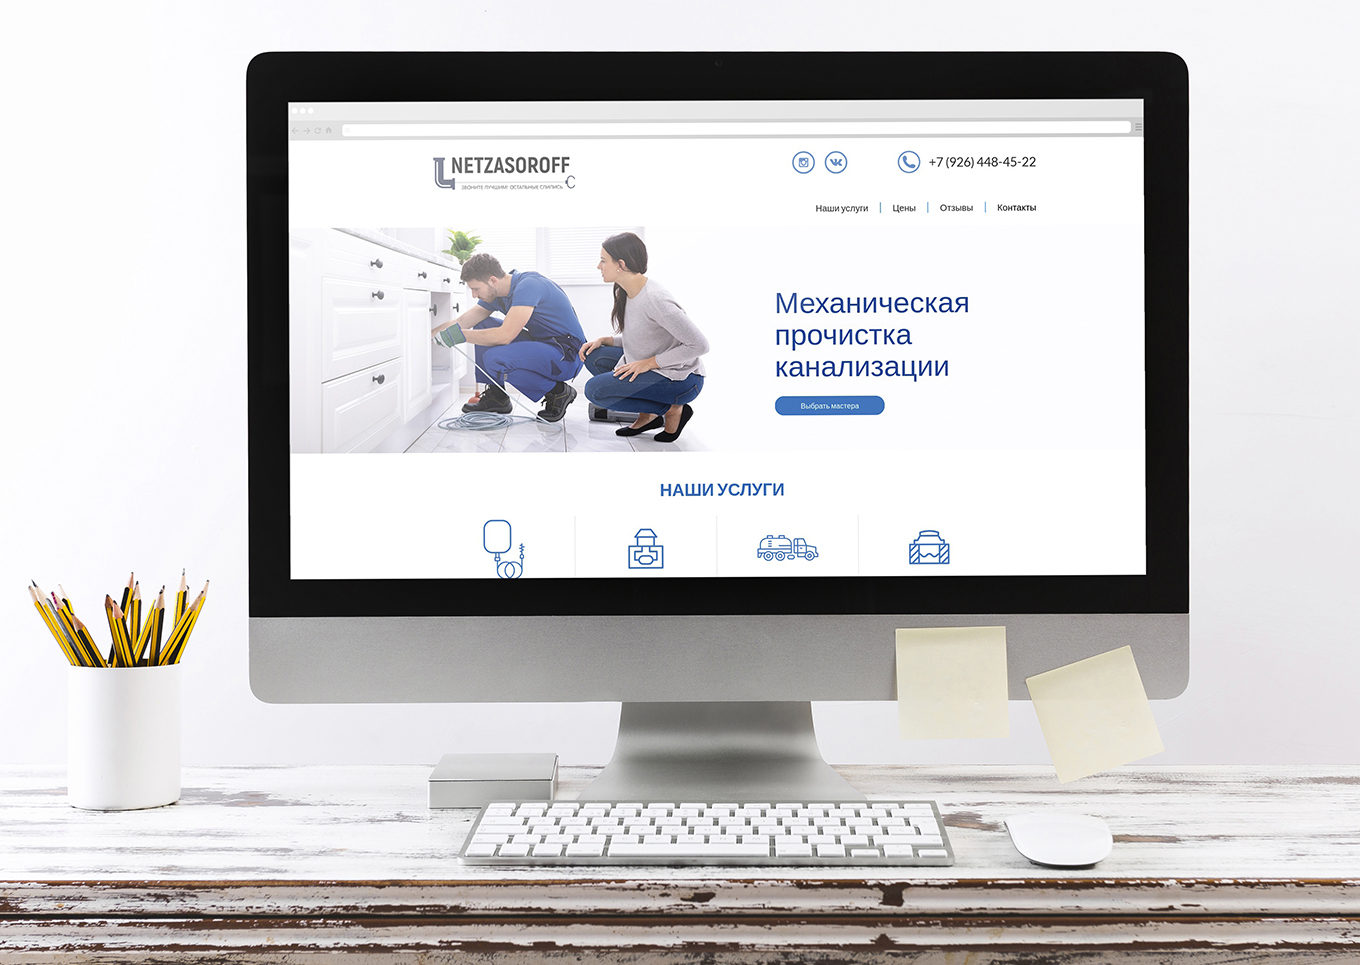 NETZASOROFF
ЗВОНИТЕ ЛУЧШИМ! ОСТАЛЬНЫЕ СЛИЛИСЬ
+7 (926) 448-45-22
Наши услуги | Цены | Отзывы | Контакты
Механическая
прочистка
канализации
Выбрать мастера
НАШИ УСЛУГИ